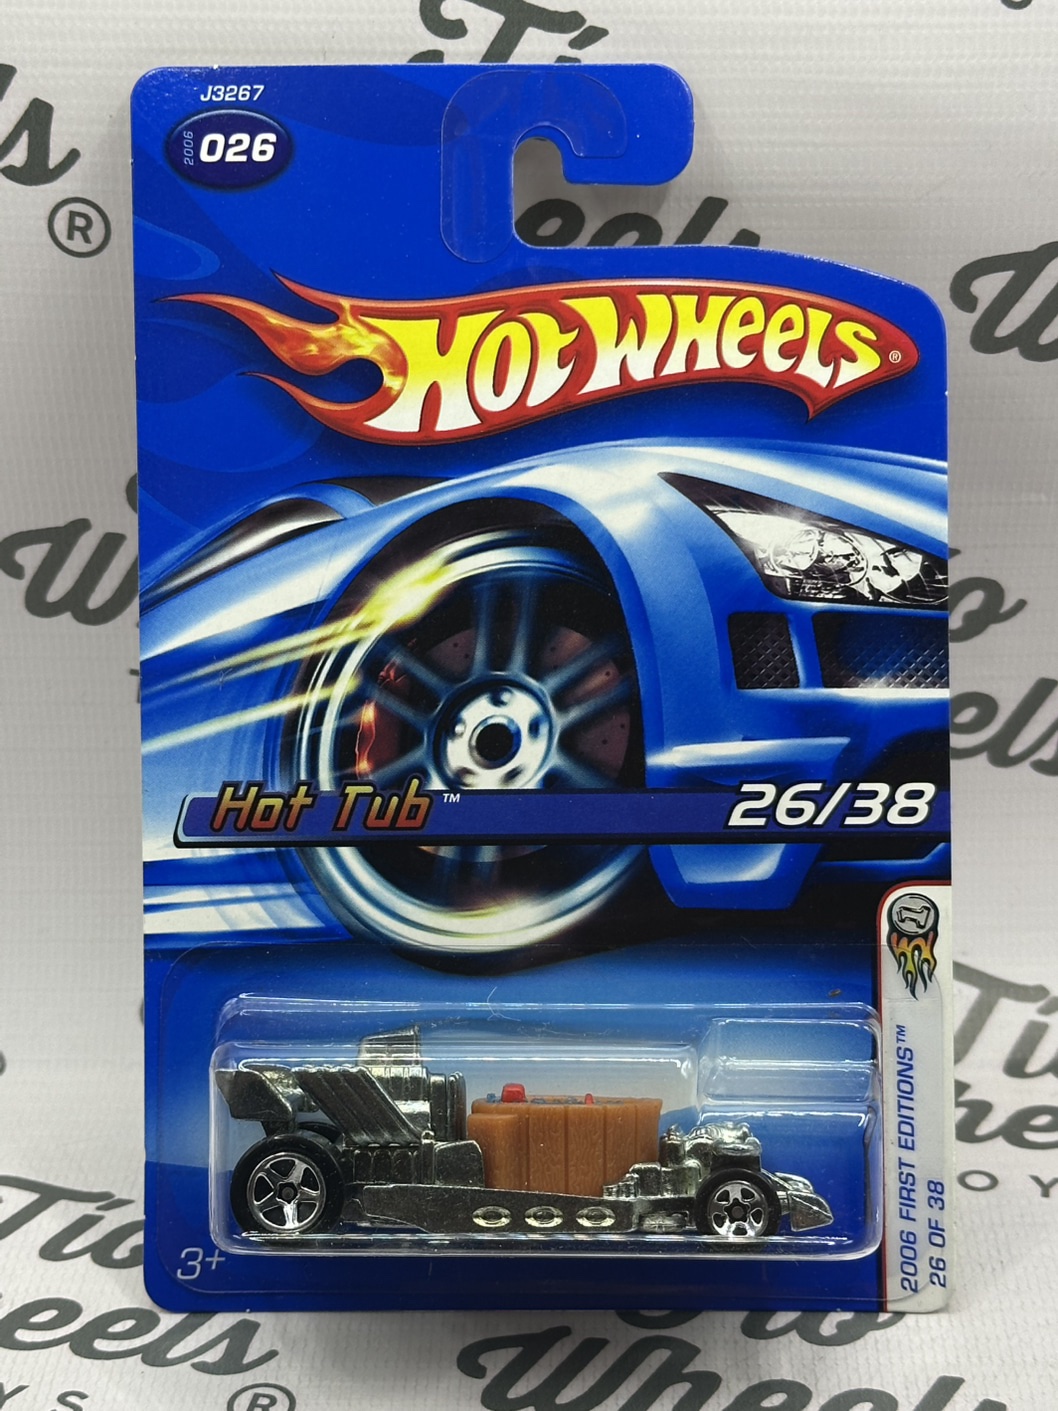 J3267
2006 026
HOT WHEELS ®
Hot Tub™ 26/38
2006 FIRST EDITIONS™
26 OF 38
3+